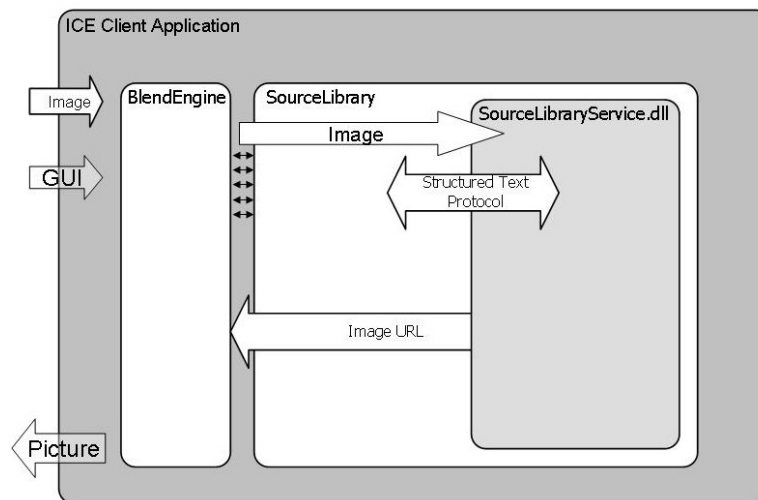 ICE Client Application
Image
BlendEngine
SourceLibrary
SourceLibraryService.dll
Image
GUI
Structured Text
Protocol
Image URL
Picture